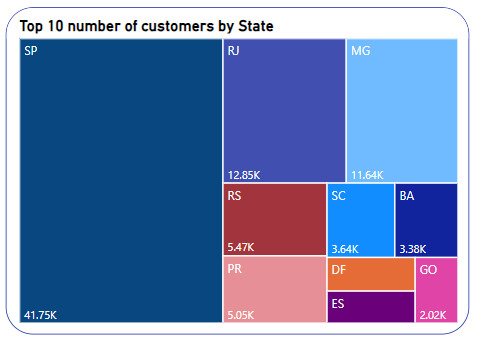 Top 10 number of customers by State
SP
41.75K
RJ
12.85K
MG
11.64K
RS
5.47K
PR
5.05K
SC
3.64K
BA
3.38K
DF
ES
GO
2.02K